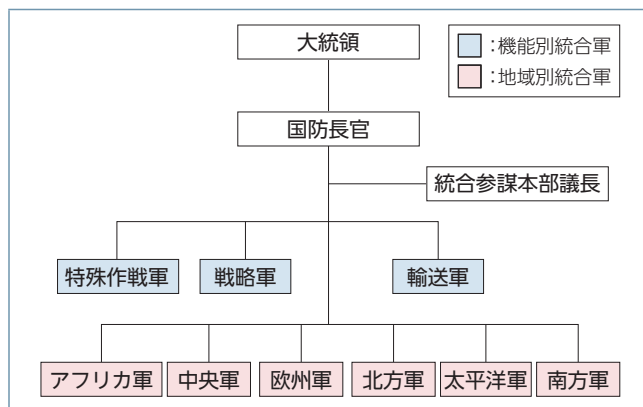 大統領
：機能別統合軍
：地域別統合軍
国防長官
統合参謀本部議長
特殊作戦軍
戦略軍
輸送軍
アフリカ軍
中央軍
欧州軍
北方軍
太平洋軍
南方軍